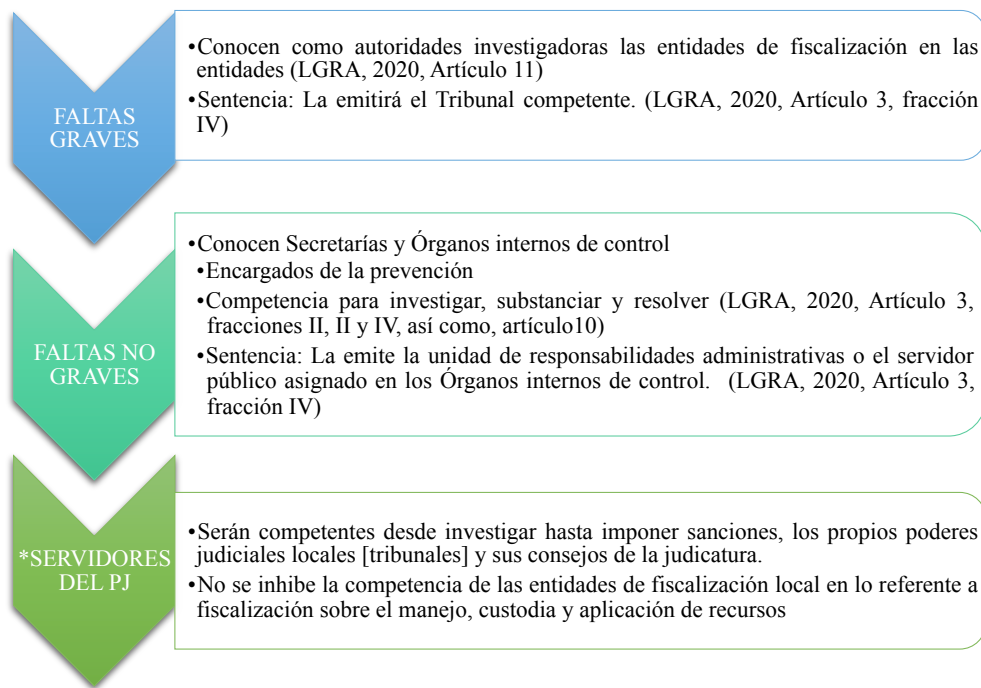 FALTAS
GRAVES
•Conocen como autoridades investigadoras las entidades de fiscalización en las
entidades (LGRA, 2020, Artículo 11)
•Sentencia: La emitirá el Tribunal competente. (LGRA, 2020, Artículo 3, fracción
IV)
FALTAS NO
GRAVES
•Conocen Secretarías y Órganos internos de control
•Encargados de la prevención
•Competencia para investigar, substanciar y resolver (LGRA, 2020, Artículo 3,
fracciones II, II y IV, así como, artículo10)
•Sentencia: La emite la unidad de responsabilidades administrativas o el servidor
público asignado en los Órganos internos de control. (LGRA, 2020, Artículo 3,
fracción IV)
*SERVIDORES
DEL PJ
•Serán competentes desde investigar hasta imponer sanciones, los propios poderes
judiciales locales [tribunales] y sus consejos de la judicatura.
•No se inhibe la competencia de las entidades de fiscalización local en lo referente a
fiscalización sobre el manejo, custodia y aplicación de recursos